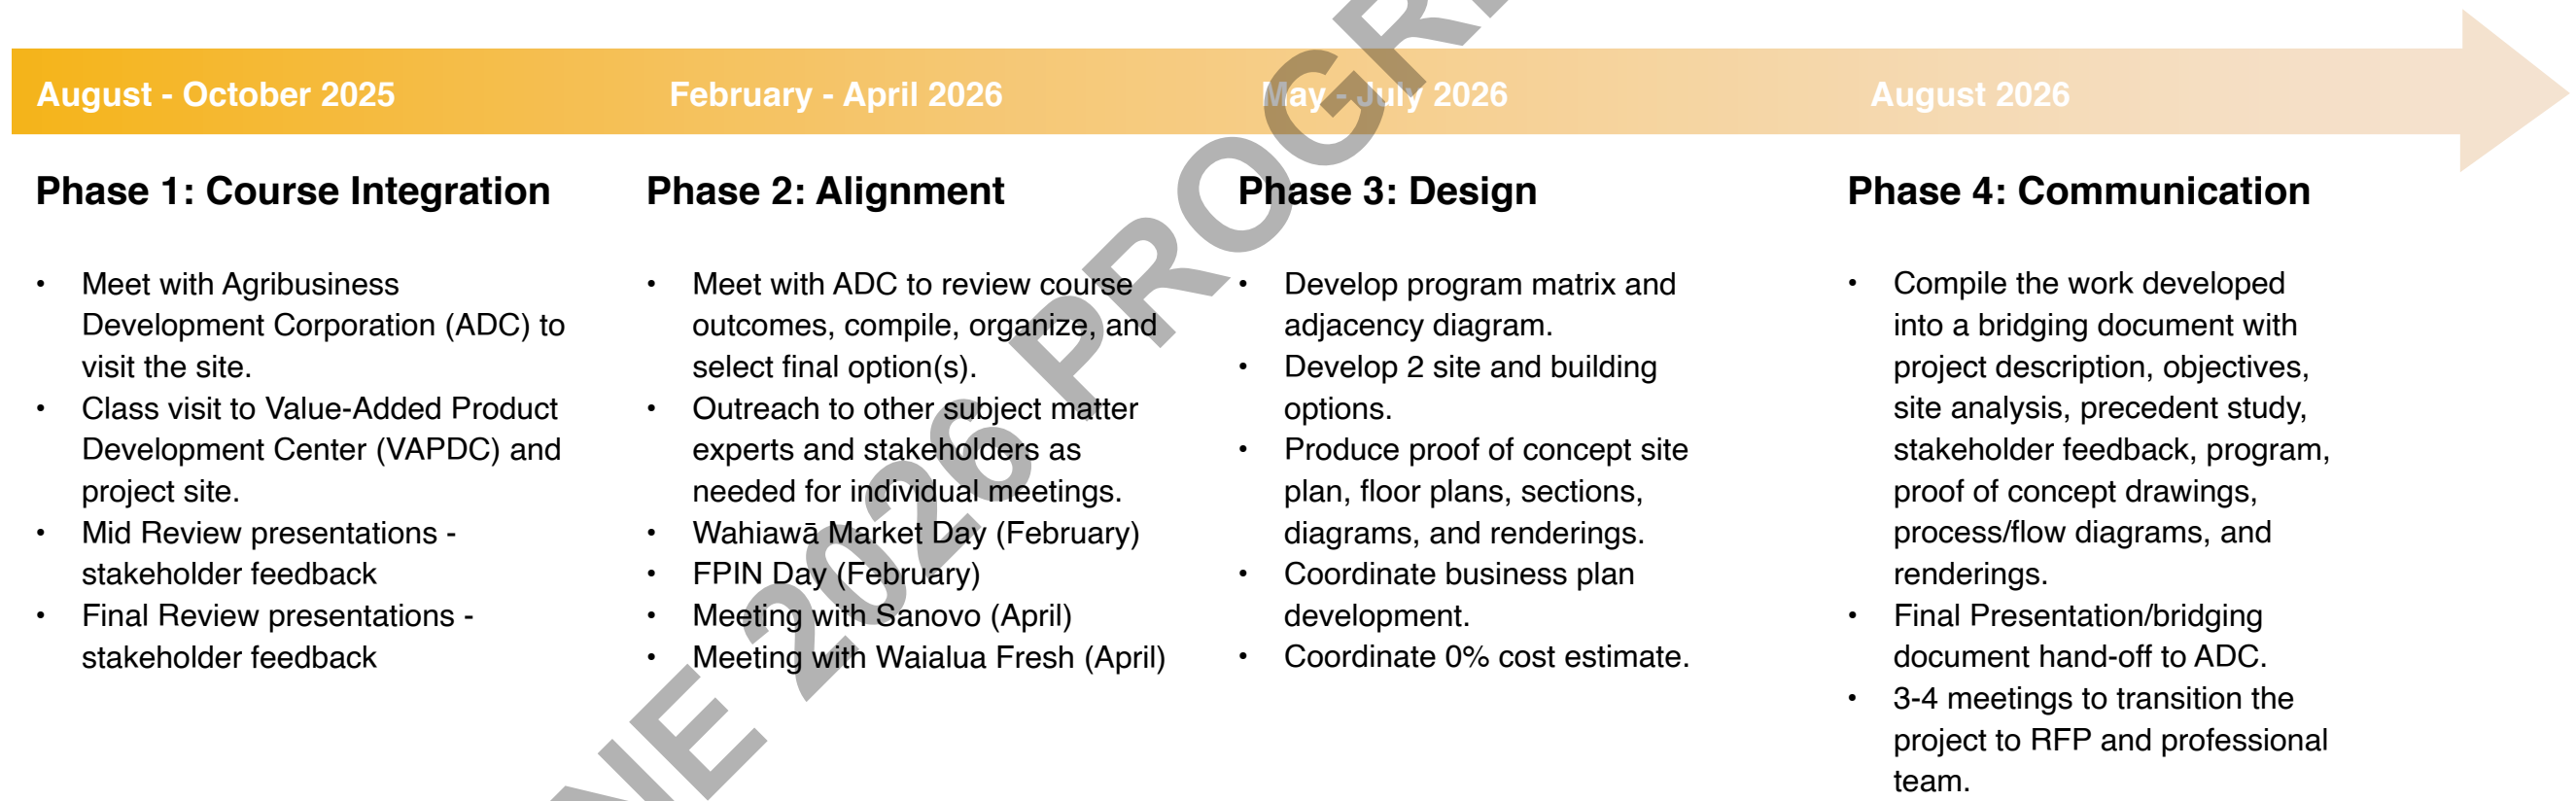 August - October 2025
February - April 2026
May - July 2026
August 2026
Phase 1: Course Integration
• Meet with Agribusiness
Development Corporation (ADC) to
visit the site.
• Class visit to Value-Added Product
Development Center (VAPDC) and
project site.
• Mid Review presentations -
stakeholder feedback
• Final Review presentations -
stakeholder feedback
Phase 2: Alignment
• Meet with ADC to review course
outcomes, compile, organize, and
select final option(s).
• Outreach to other subject matter
experts and stakeholders as
needed for individual meetings.
• Wahiawā Market Day (February)
• FPIN Day (February)
• Meeting with Sanovo (April)
• Meeting with Waialua Fresh (April)
Phase 3: Design
• Develop program matrix and
adjacency diagram.
• Develop 2 site and building
options.
• Produce proof of concept site
plan, floor plans, sections,
diagrams, and renderings.
• Coordinate business plan
development.
• Coordinate 0% cost estimate.
Phase 4: Communication
• Compile the work developed
into a bridging document with
project description, objectives,
site analysis, precedent study,
stakeholder feedback, program,
proof of concept drawings,
process/flow diagrams, and
renderings.
• Final Presentation/bridging
document hand-off to ADC.
• 3-4 meetings to transition the
project to RFP and professional
team.
NE 2026 PROGR